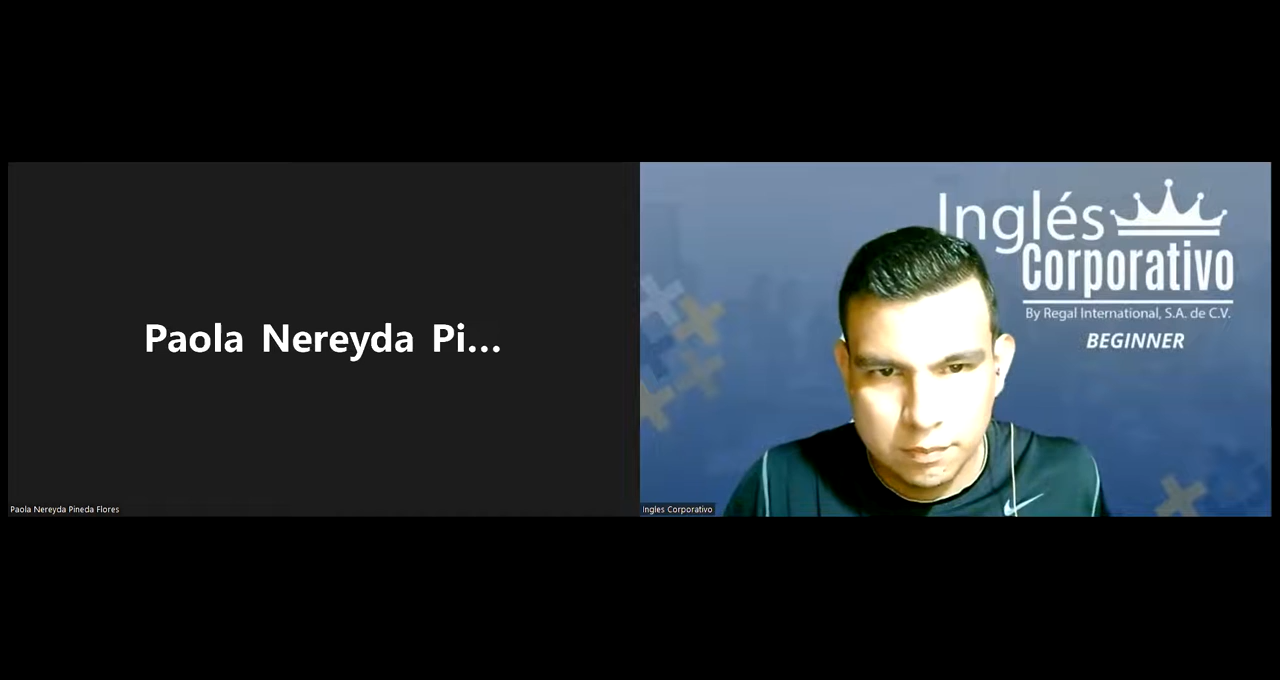 Paola Nereyda Pi...
Paola Nereyda Pineda Flores
Inglés
Corporativo
By Regal International, S.A. de C.V.
BEGINNER
Ingles Corporativo